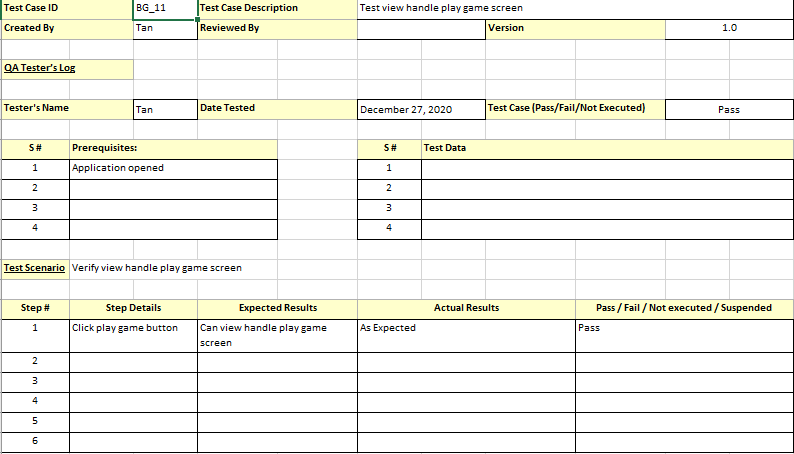 Test Case ID BG_11 Test Case Description Test view handle play game screen
Created By Tan Reviewed By Version 1.0
QA Tester's Log
Tester's Name Tan Date Tested December 27, 2020 Test Case (Pass/Fail/Not Executed) Pass
S # Prerequisites: S # Test Data
1 Application opened 1
2 2
3 3
4 4
Test Scenario Verify view handle play game screen
Step # Step Details Expected Results Actual Results Pass / Fail / Not executed / Suspended
1 Click play game button Can view handle play game As Expected Pass
screen
2
3
4
5
6